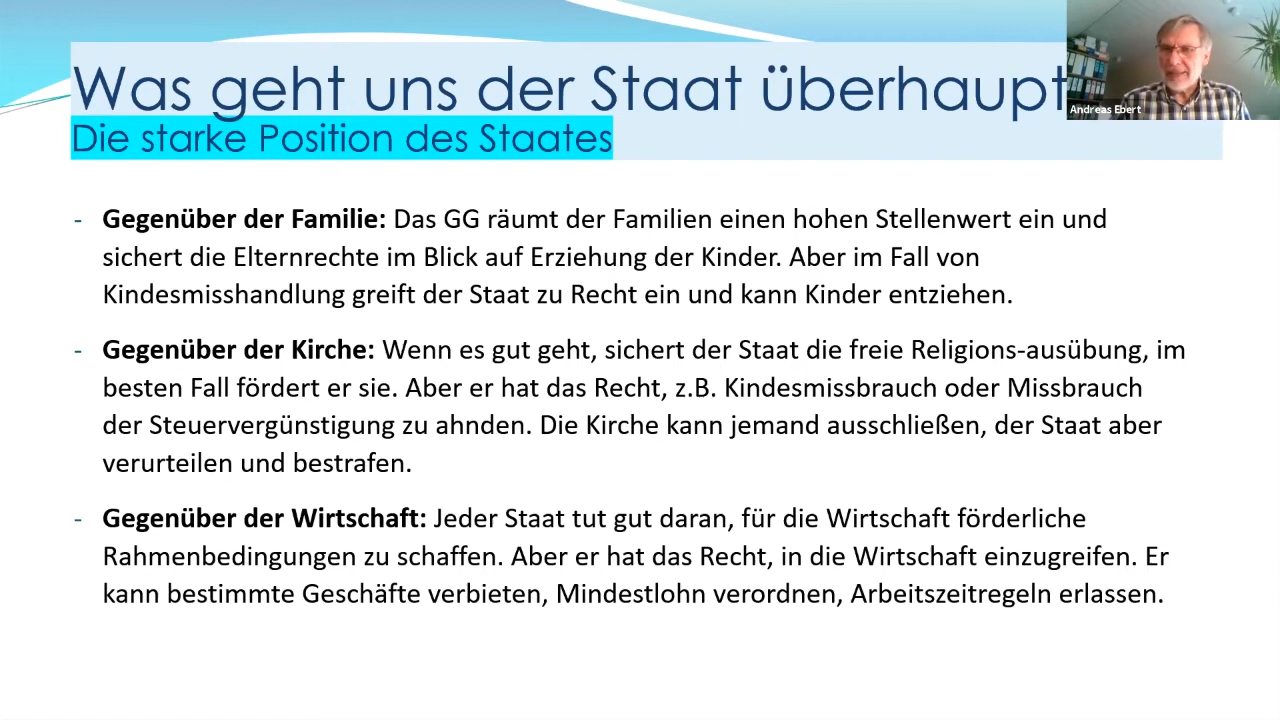 Was geht uns der Staat überhaupt
Andreas Ebert
Die starke Position des Staates
- Gegenüber der Familie: Das GG räumt der Familien einen hohen Stellenwert ein und
sichert die Elternrechte im Blick auf Erziehung der Kinder. Aber im Fall von
Kindesmisshandlung greift der Staat zu Recht ein und kann Kinder entziehen.
- Gegenüber der Kirche: Wenn es gut geht, sichert der Staat die freie Religions-ausübung, im
besten Fall fördert er sie. Aber er hat das Recht, z.B. Kindesmissbrauch oder Missbrauch
der Steuervergünstigung zu ahnden. Die Kirche kann jemand ausschließen, der Staat aber
verurteilen und bestrafen.
- Gegenüber der Wirtschaft: Jeder Staat tut gut daran, für die Wirtschaft förderliche
Rahmenbedingungen zu schaffen. Aber er hat das Recht, in die Wirtschaft einzugreifen. Er
kann bestimmte Geschäfte verbieten, Mindestlohn verordnen, Arbeitszeitregeln erlassen.